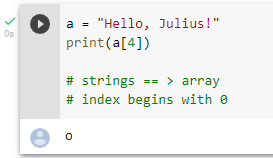 a = "Hello, Julius!"
print(a[4])
# strings == > array
# index begins with 0
0s
o